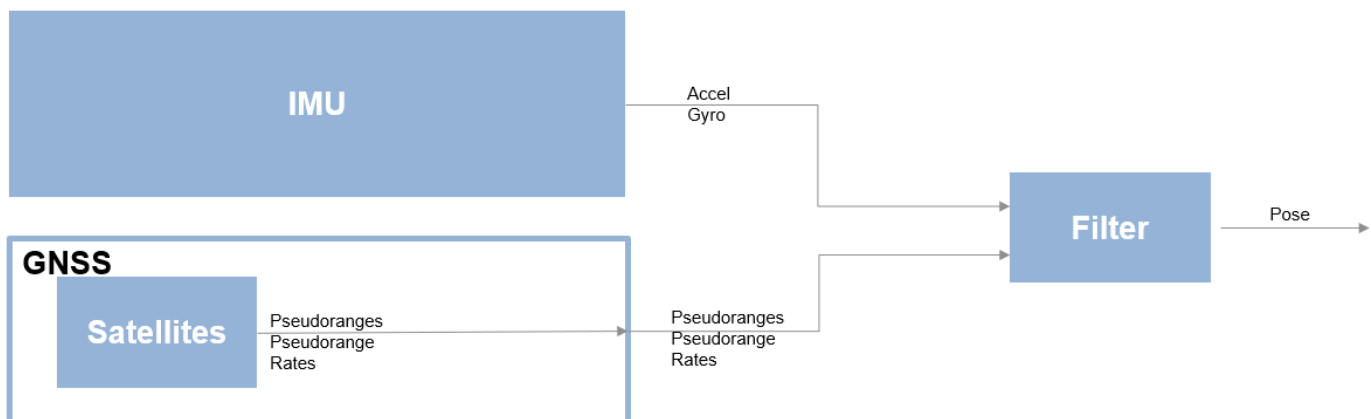 IMU
Accel
Gyro
Filter
Pose
GNSS
Satellites
Pseudoranges
Pseudorange
Rates
Pseudoranges
Pseudorange
Rates